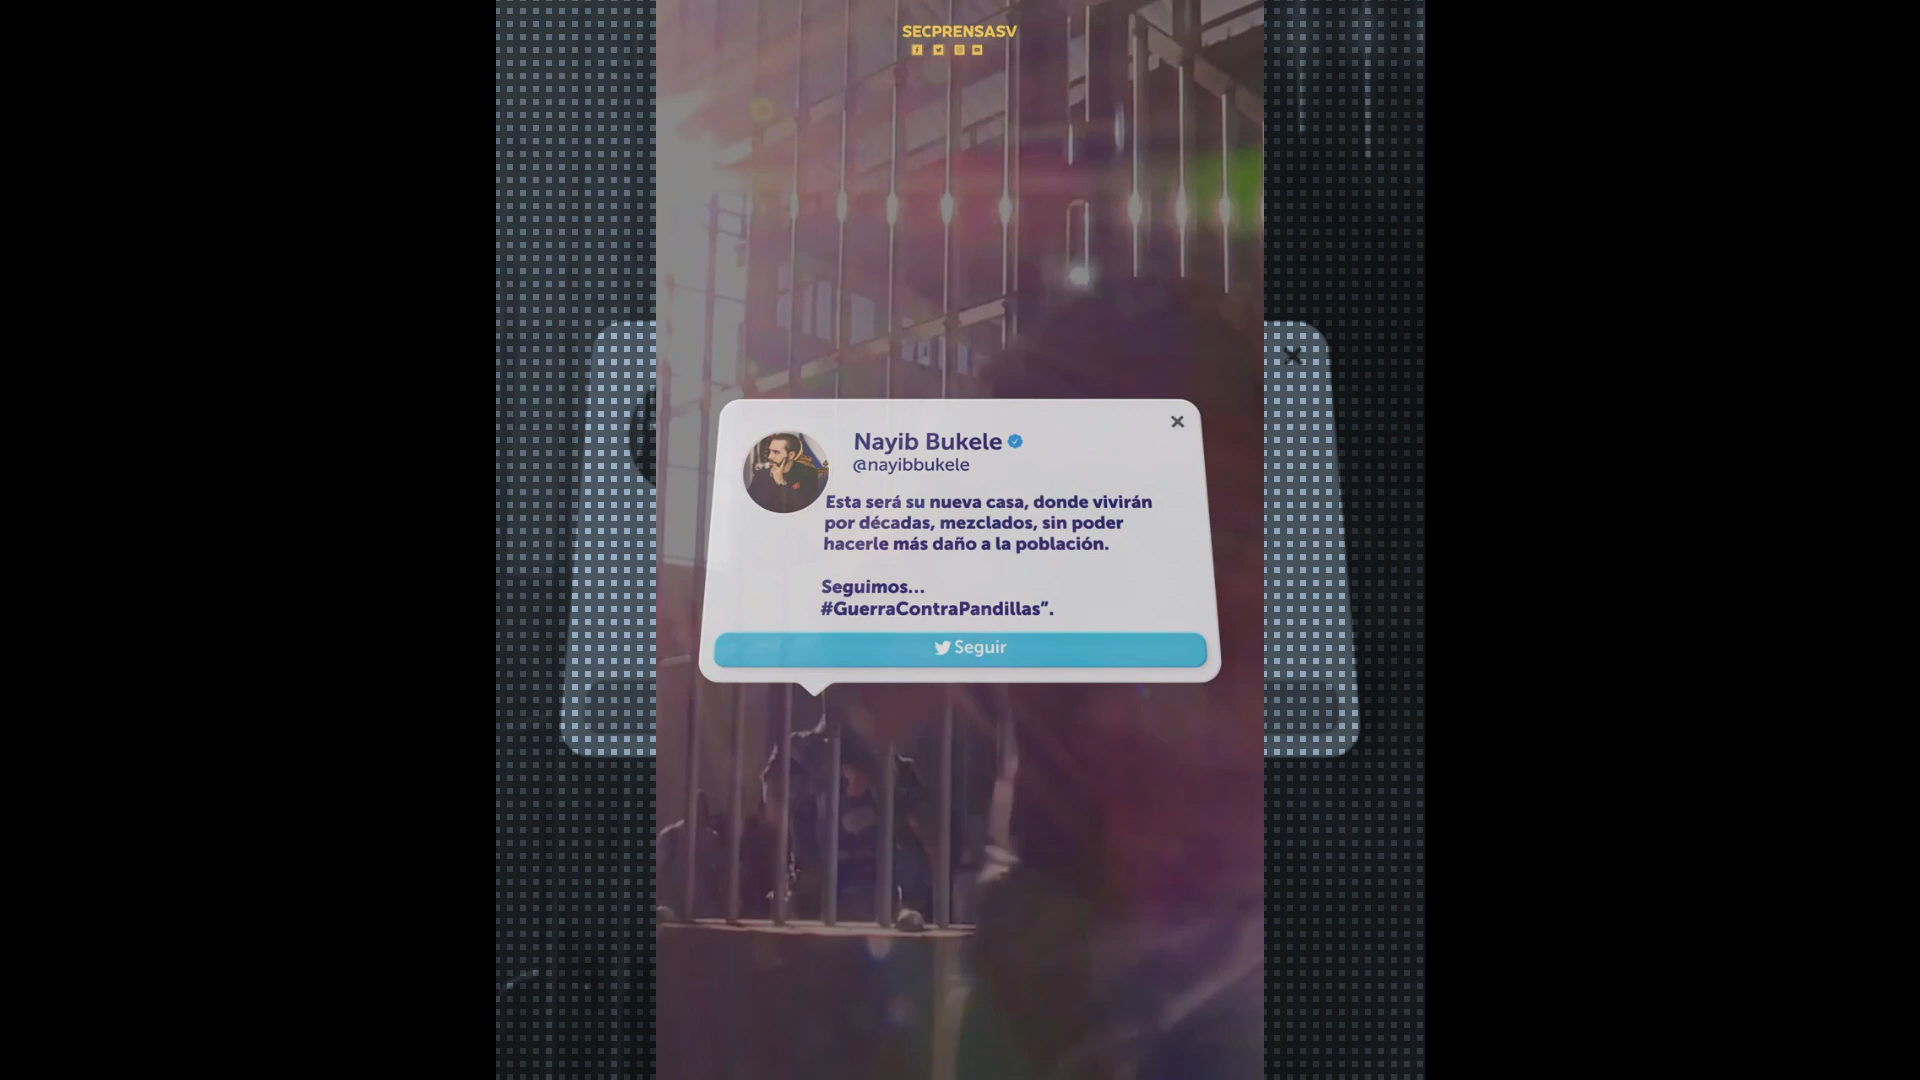 SECPRENSASV
Nayib Bukele
@nayibbukele
Esta será su nueva casa, donde vivirán
por décadas, mezclados, sin poder
hacerle más daño a la población.
Seguimos...
#GuerraContraPandillas”.
Seguir